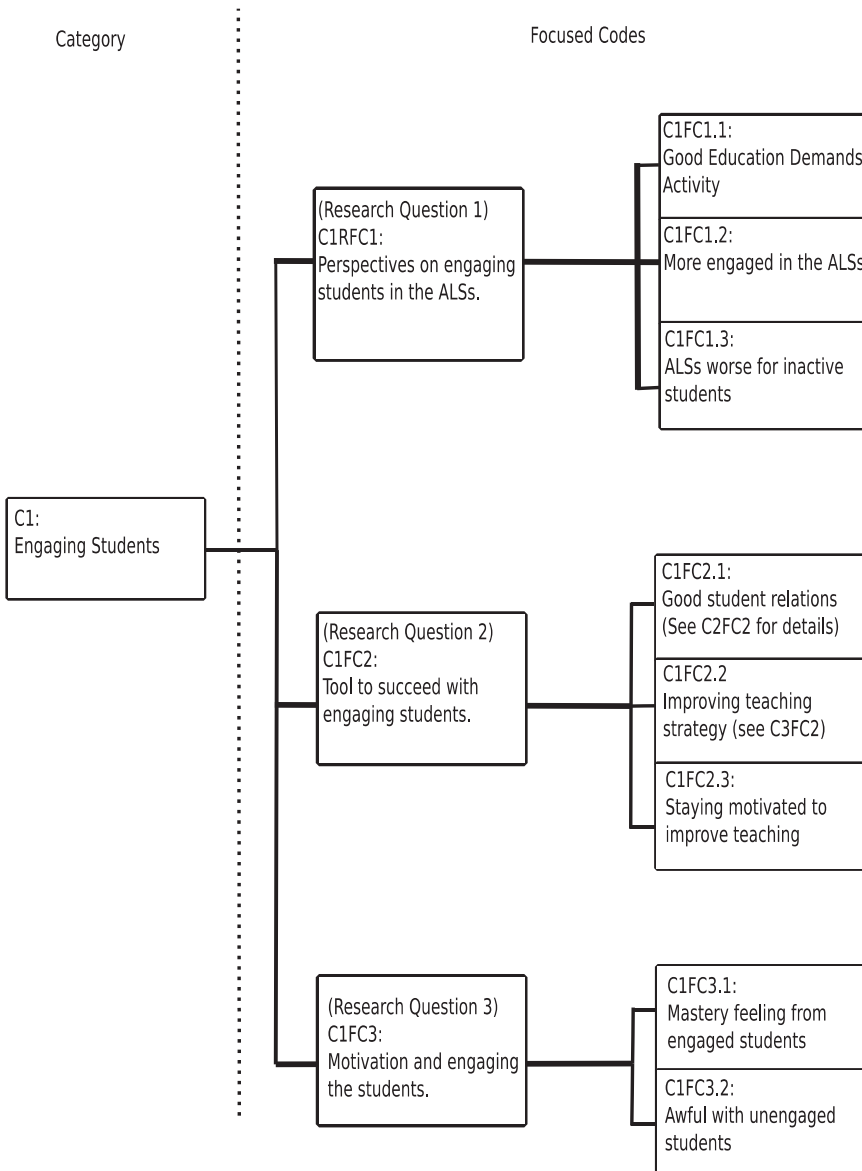 Category
Focused Codes
C1:
Engaging Students
(Research Question 1)
C1RFC1:
Perspectives on engaging
students in the ALSs.
C1FC1.1:
Good Education Demands
Activity
C1FC1.2:
More engaged in the ALSs
C1FC1.3:
ALSs worse for inactive
students
(Research Question 2)
C1FC2:
Tool to succeed with
engaging students.
C1FC2.1:
Good student relations
(See C2FC2 for details)
C1FC2.2
Improving teaching
strategy (see C3FC2)
C1FC2.3:
Staying motivated to
improve teaching
(Research Question 3)
C1FC3:
Motivation and engaging
the students.
C1FC3.1:
Mastery feeling from
engaged students
C1FC3.2:
Awful with unengaged
students